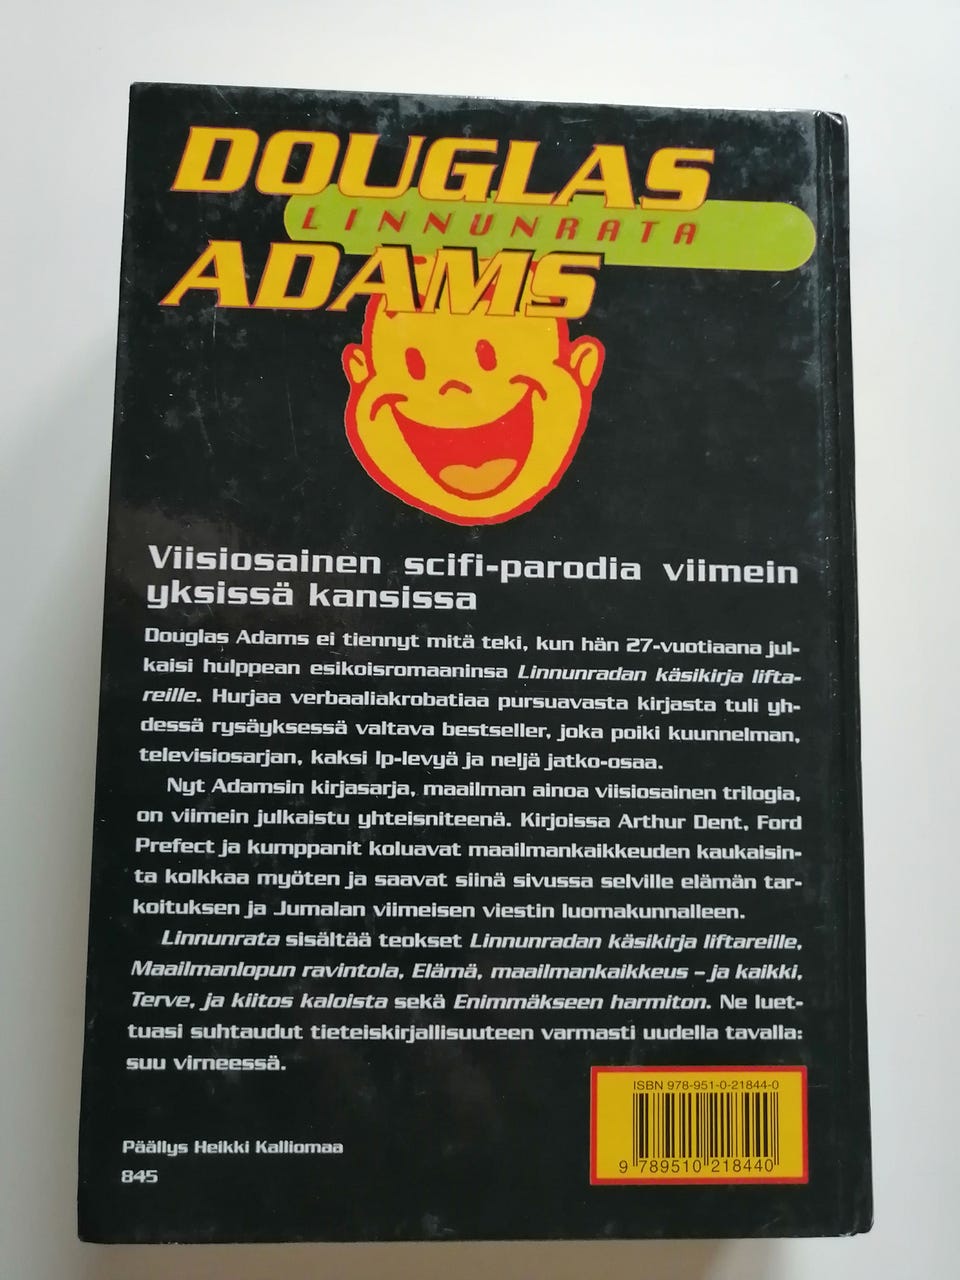 DOUGLAS
LINNUNRATA
ADAMS
Viisiosainen scifi-parodia viimein
yksissä kansissa
Douglas Adams ei tiennyt mitä teki, kun hän 27-vuotiaana jul-
kaisi hulppean esikoisromaaninsa Linnunradan käsikirja lifta-
reille. Hurjaa verbaaliakrobatiaa pursuavasta kirjasta tuli yh-
dessä rysäyksessä valtava bestseller, joka poiki kuunnelman,
televisiosarjan, kaksi lp-levyä ja neljä jatko-osaa.
Nyt Adamsin kirjasarja, maailman ainoa viisiosainen trilogia,
on viimein julkaistu yhteisniteenä. Kirjoissa Arthur Dent, Ford
Prefect ja kumppanit koluavat maailmankaikkeuden kaukaisin-
ta kolkkaa myöten ja saavat siinä sivussa selville elämän tar-
koituksen ja Jumalan viimeisen viestin luomakunnalleen.
Linnunrata sisältää teokset Linnunradan käsikirja liftareille,
Maailmanlopun ravintola, Elämä, maailmankaikkeus – ja kaikki,
Terve, ja kiitos kaloista sekä Enimmäkseen harmiton. Ne luet-
tuasi suhtaudut tieteiskirjallisuuteen varmasti uudella tavalla:
suu virneessä.
ISBN 978-951-0-21844-0
9 789510 218440
Päällys Heikki Kalliomaa
845